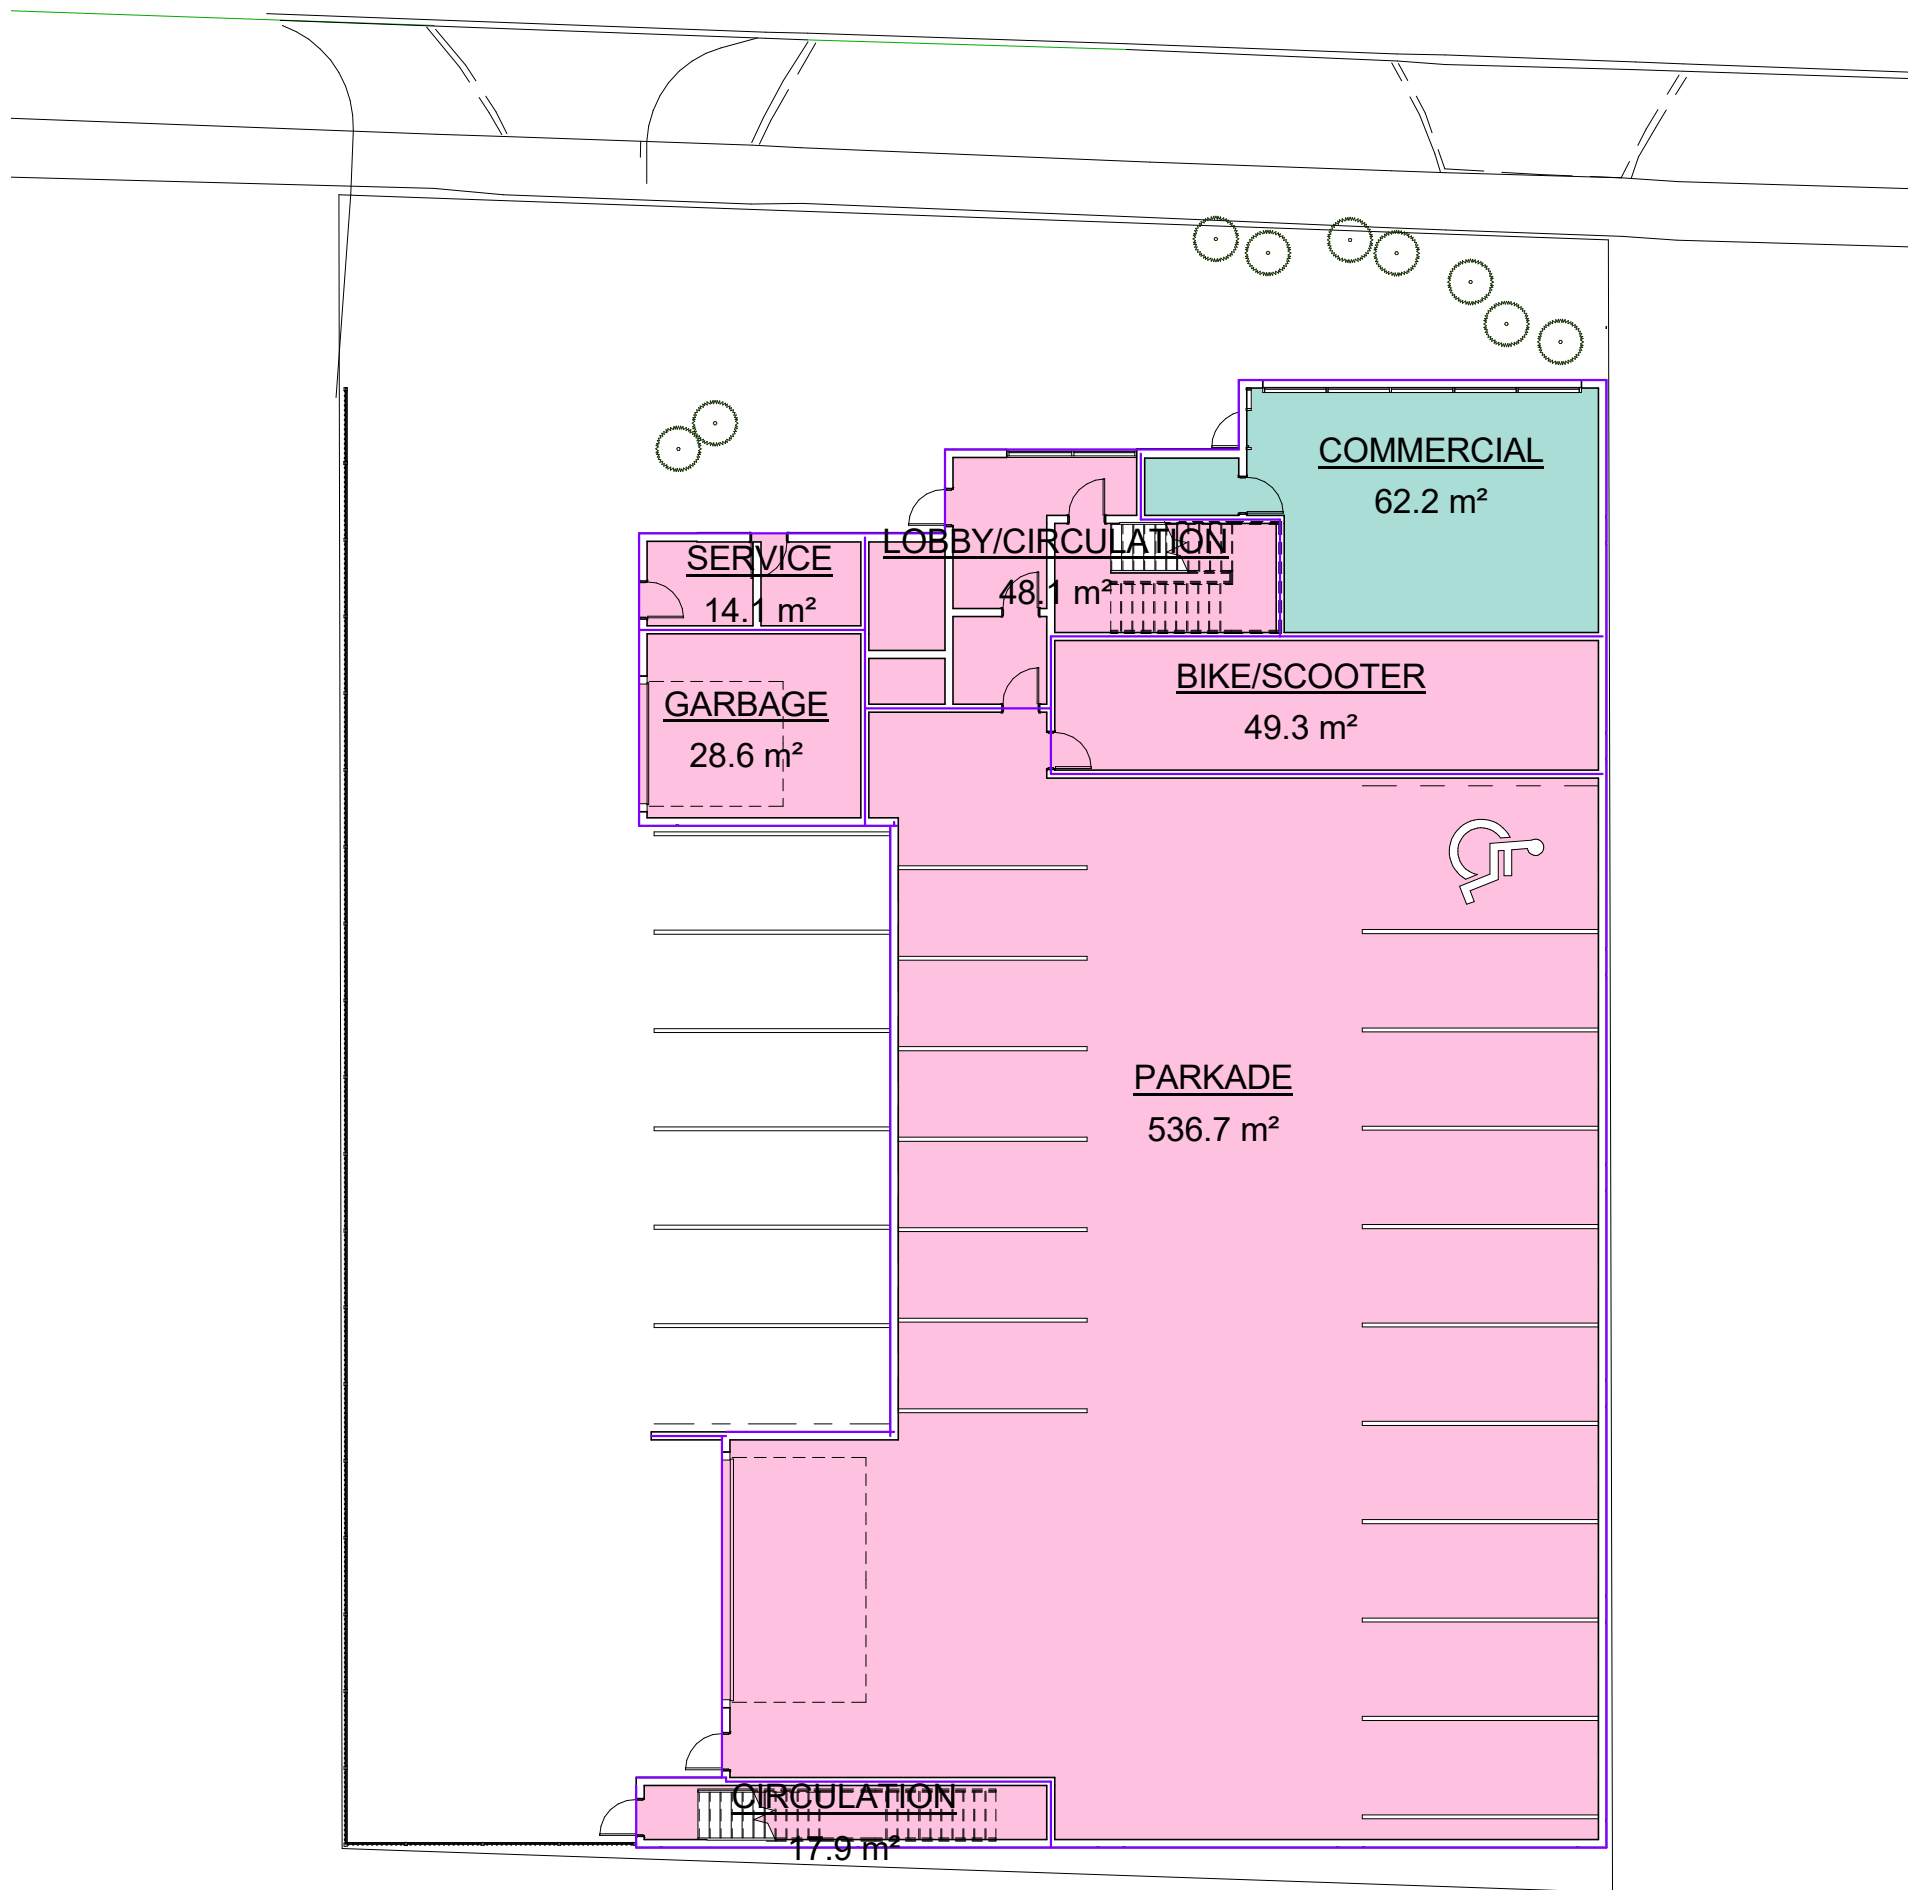 COMMERCIAL
62.2 m²
LOBBY/CIRCULATION
48.1 m²
SERVICE
14.1 m²
BIKE/SCOOTER
49.3 m²
GARBAGE
28.6 m²
PARKADE
536.7 m²
CIRCULATION
17.9 m²